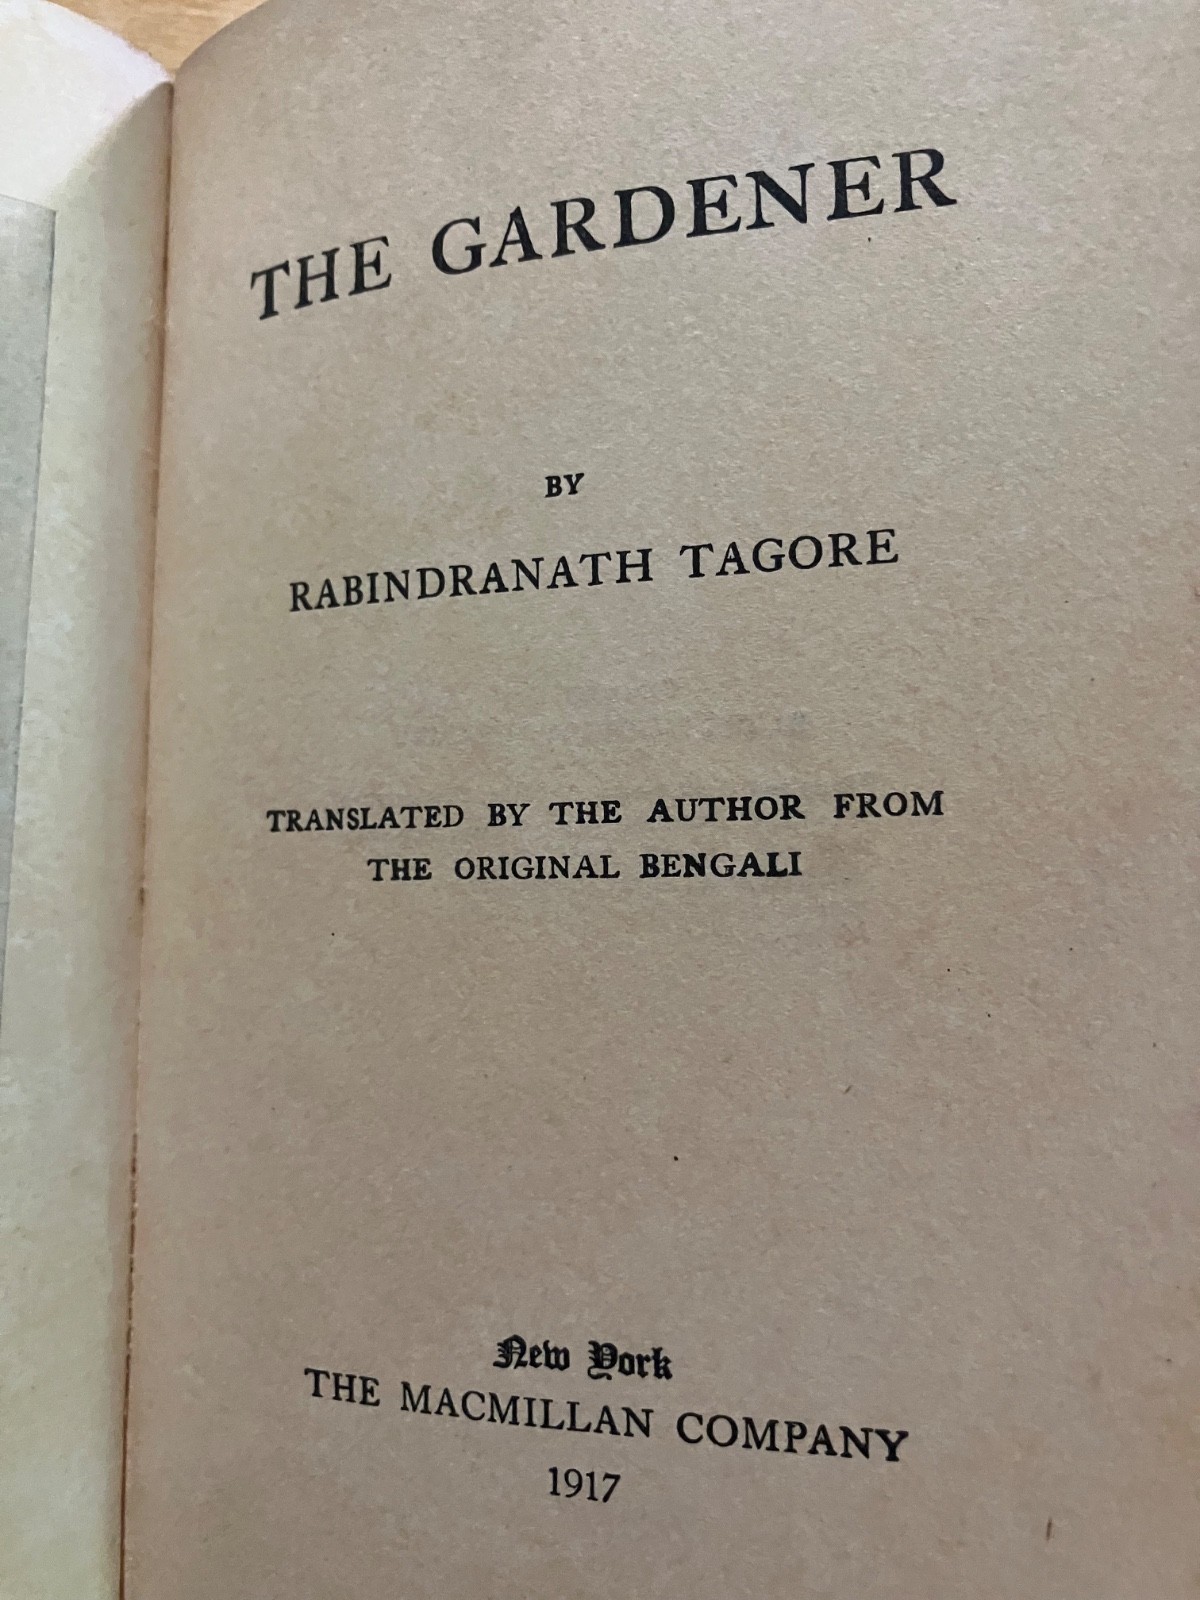 THE GARDENER
BY
RABINDRANATH TAGORE
TRANSLATED BY THE AUTHOR FROM
THE ORIGINAL BENGALI
New York
THE MACMILLAN COMPANY
1917